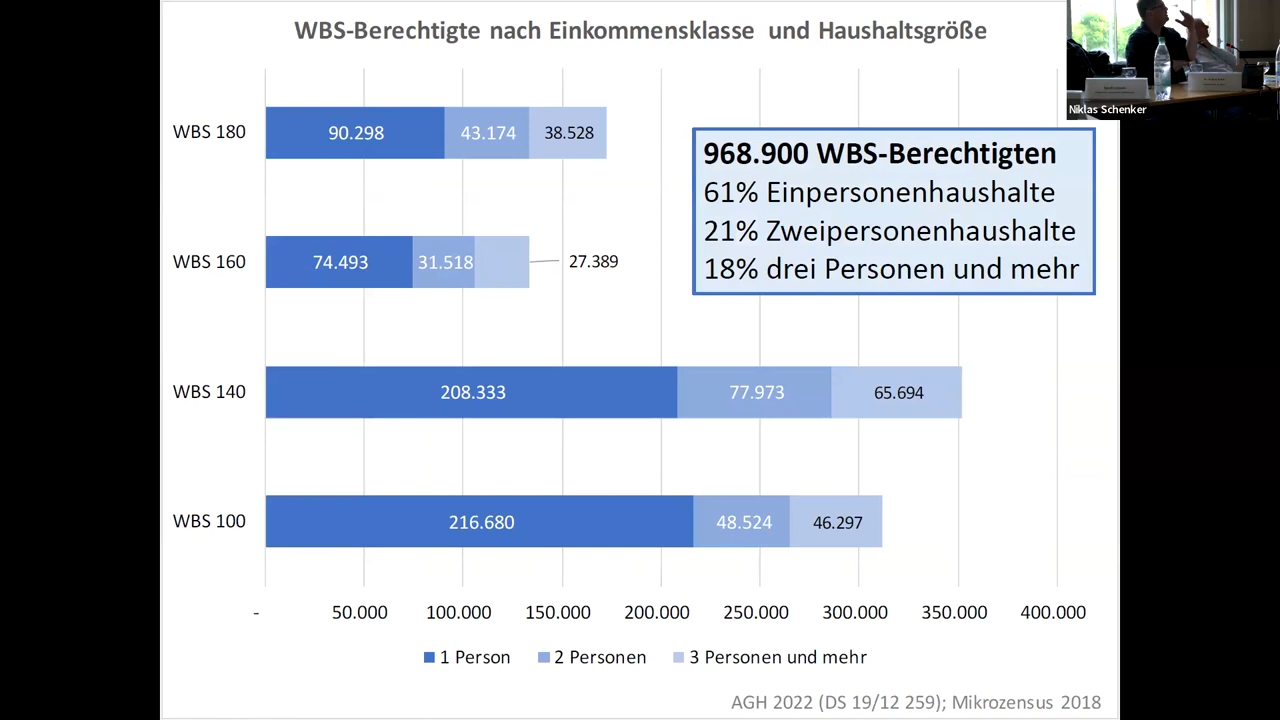 WBS-Berechtigte nach Einkommensklasse und Haushaltsgröße
Niklas Schenker
968.900 WBS-Berechtigten
61% Einpersonenhaushalte
21% Zweipersonenhaushalte
18% drei Personen und mehr
WBS 180
90.298
43.174
38.528
WBS 160
74.493
31.518
27.389
WBS 140
208.333
77.973
65.694
WBS 100
216.680
48.524
46.297
- 50.000 100.000 150.000 200.000 250.000 300.000 350.000 400.000
1 Person 2 Personen 3 Personen und mehr
AGH 2022 (DS 19/12 259); Mikrozensus 2018